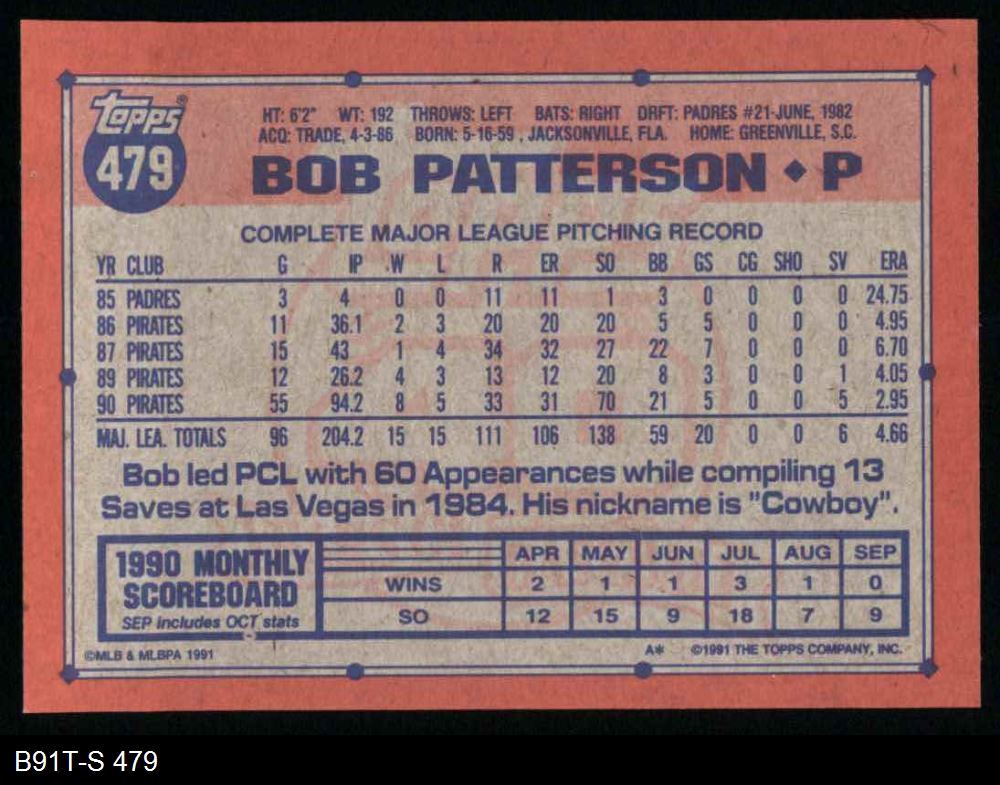 topps®
479
HT: 6'2" WT: 192 THROWS: LEFT BATS: RIGHT DRFT: PADRES #21-JUNE, 1982
ACQ: TRADE, 4-3-86 BORN: 5-16-59, JACKSONVILLE, FLA. HOME: GREENVILLE, S.C.
BOB PATTERSON ◆ P
COMPLETE MAJOR LEAGUE PITCHING RECORD
YR CLUB G IP W L R ER SO BB GS CG SHO SV ERA
85 PADRES 3 4 0 0 11 11 1 3 0 0 0 0 24.75
86 PIRATES 11 36.1 2 3 20 20 20 5 5 0 0 0 4.95
87 PIRATES 15 43 1 4 34 32 27 22 7 0 0 0 6.70
89 PIRATES 12 26.2 4 3 13 12 20 8 3 0 0 1 4.05
90 PIRATES 55 94.2 8 5 33 31 70 21 5 0 0 5 2.95
MAJ. LEA. TOTALS 96 204.2 15 15 111 106 138 59 20 0 0 6 4.66
Bob led PCL with 60 Appearances while compiling 13
Saves at Las Vegas in 1984. His nickname is "Cowboy".
1990 MONTHLY
SCOREBOARD
SEP includes OCT stats
APR MAY JUN JUL AUG SEP
WINS 2 1 1 3 1 0
SO 12 15 9 18 7 9
©MLB & MLBPA 1991 A* ©1991 THE TOPPS COMPANY, INC.
B91T-S 479